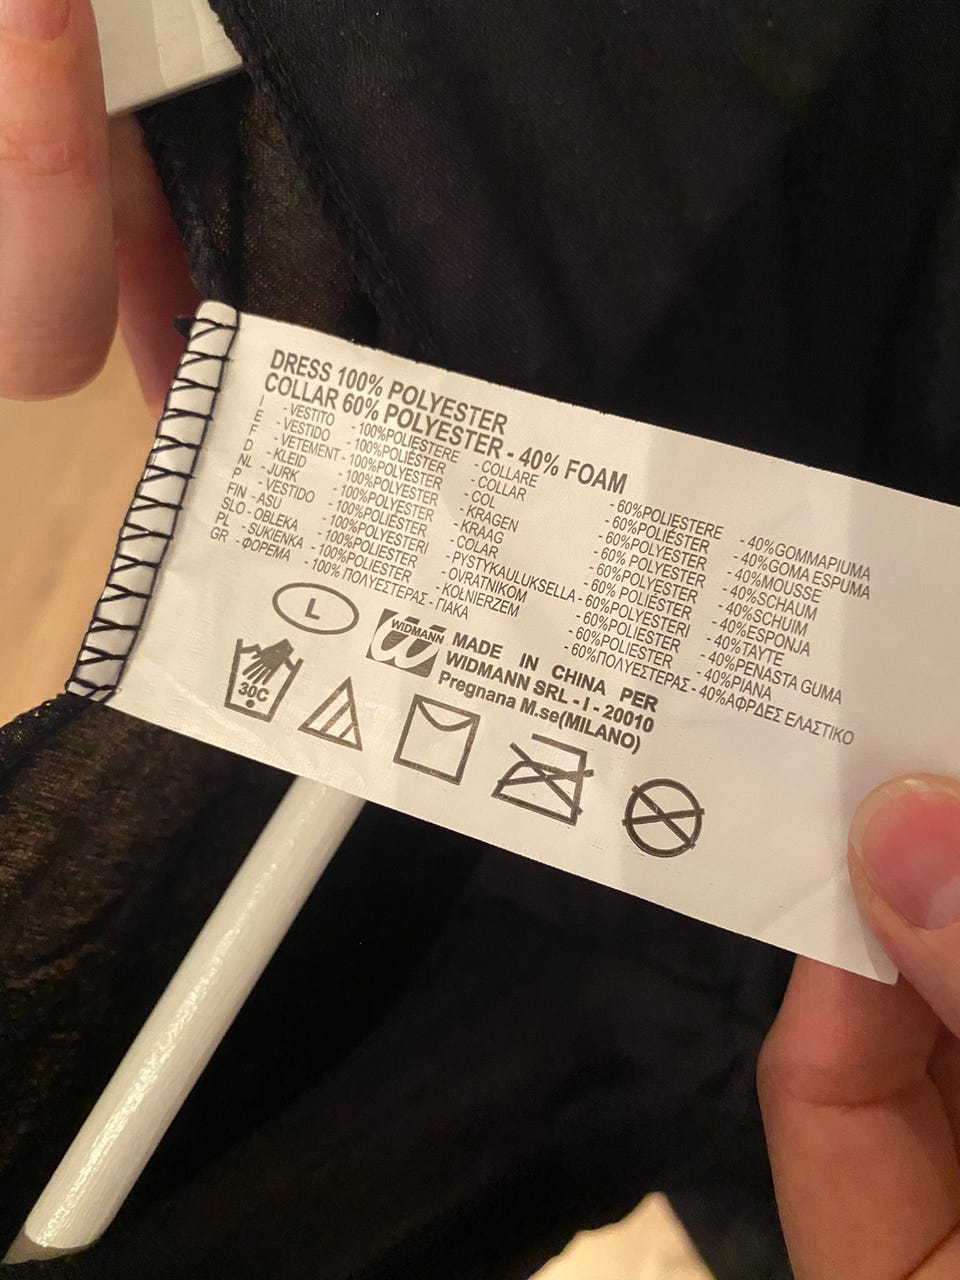 DRESS 100% POLYESTER
COLLAR 60% POLYESTER - 40% FOAM
I - VESTITO - 100%POLIESTERE - COLLARE - 60%POLIESTERE - 40%GOMMAPIUMA
E - VESTIDO - 100%POLIÉSTER - COLLAR - 60%POLIÉSTER - 40%GOMA ESPUMA
F - VETEMENT - 100%POLYESTER - COL - 60%POLYESTER - 40%MOUSSE
D - KLEID - 100%POLYESTER - KRAGEN - 60% POLYESTER - 40%SCHAUM
NL - JURK - 100%POLYESTER - KRAAG - 60%POLYESTER - 40%SCHUIM
P - VESTIDO - 100%POLIÉSTER - COLAR - 60% POLIÉSTER - 40%ESPONJA
FIN - ASU - 100%POLYESTERI - PYSTYKAULUKSELLA - 60%POLYESTERI - 40%TAYTE
SLO - OBLEKA - 100%POLIESTER - OVRATNIKOM - 60%POLIESTER - 40%PENASTA GUMA
PL - SUKIENKA - 100%POLIESTER - KOŁNIERZEM - 60%POLIESTER - 40%PIANA
GR - ΦΟΡΕΜΑ - 100% ΠΟΛΥΕΣΤΕΡΑΣ - ΓΙΑΚΑ - 60%ΠΟΛΥΕΣΤΕΡΑΣ - 40%ΑΦΡΔΕΣ ΕΛΑΣΤΙΚΟ
L
WIDMANN
MADE IN CHINA PER
WIDMANN SRL - I - 20010
Pregnana M.se(MILANO)
30C